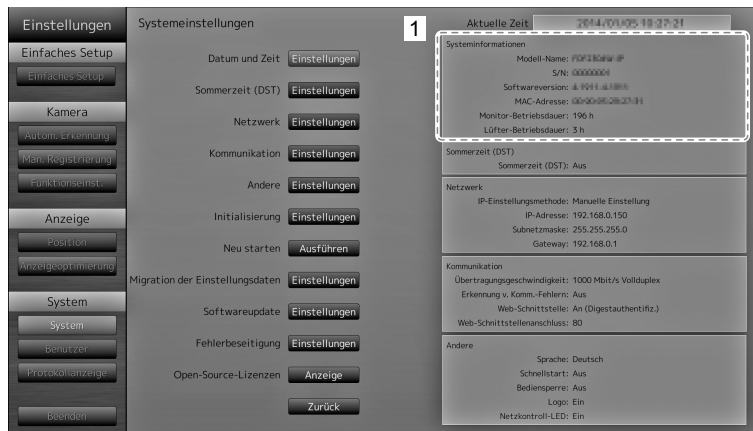 Einstellungen
Einfaches Setup
Einfaches Setup
Kamera
Autom. Erkennung
Man. Registrierung
Funktionseinst.
Anzeige
Position
Anzeigeoptimierung
System
System
Benutzer
Protokollanzeige
Beenden
Systemeinstellungen
Datum und Zeit Einstellungen
Sommerzeit (DST) Einstellungen
Netzwerk Einstellungen
Kommunikation Einstellungen
Andere Einstellungen
Initialisierung Einstellungen
Neu starten Ausführen
Migration der Einstellungsdaten Einstellungen
Softwareupdate Einstellungen
Fehlerbeseitigung Einstellungen
Open-Source-Lizenzen Anzeige
Zurück
1
Aktuelle Zeit
Systeminformationen
Modell-Name:
S/N:
Softwareversion:
MAC-Adresse:
Monitor-Betriebsdauer: 196 h
Lüfter-Betriebsdauer: 3 h
Sommerzeit (DST)
Sommerzeit (DST): Aus
Netzwerk
IP-Einstellungsmethode: Manuelle Einstellung
IP-Adresse: 192.168.0.150
Subnetzmaske: 255.255.255.0
Gateway: 192.168.0.1
Kommunikation
Übertragungsgeschwindigkeit: 1000 Mbit/s Vollduplex
Erkennung v. Komm.-Fehlern: Aus
Web-Schnittstelle: An (Digestauthentifiz.)
Web-Schnittstellenanschluss: 80
Andere
Sprache: Deutsch
Schnellstart: Aus
Bediensperre: Aus
Logo: Ein
Netzkontroll-LED: Ein